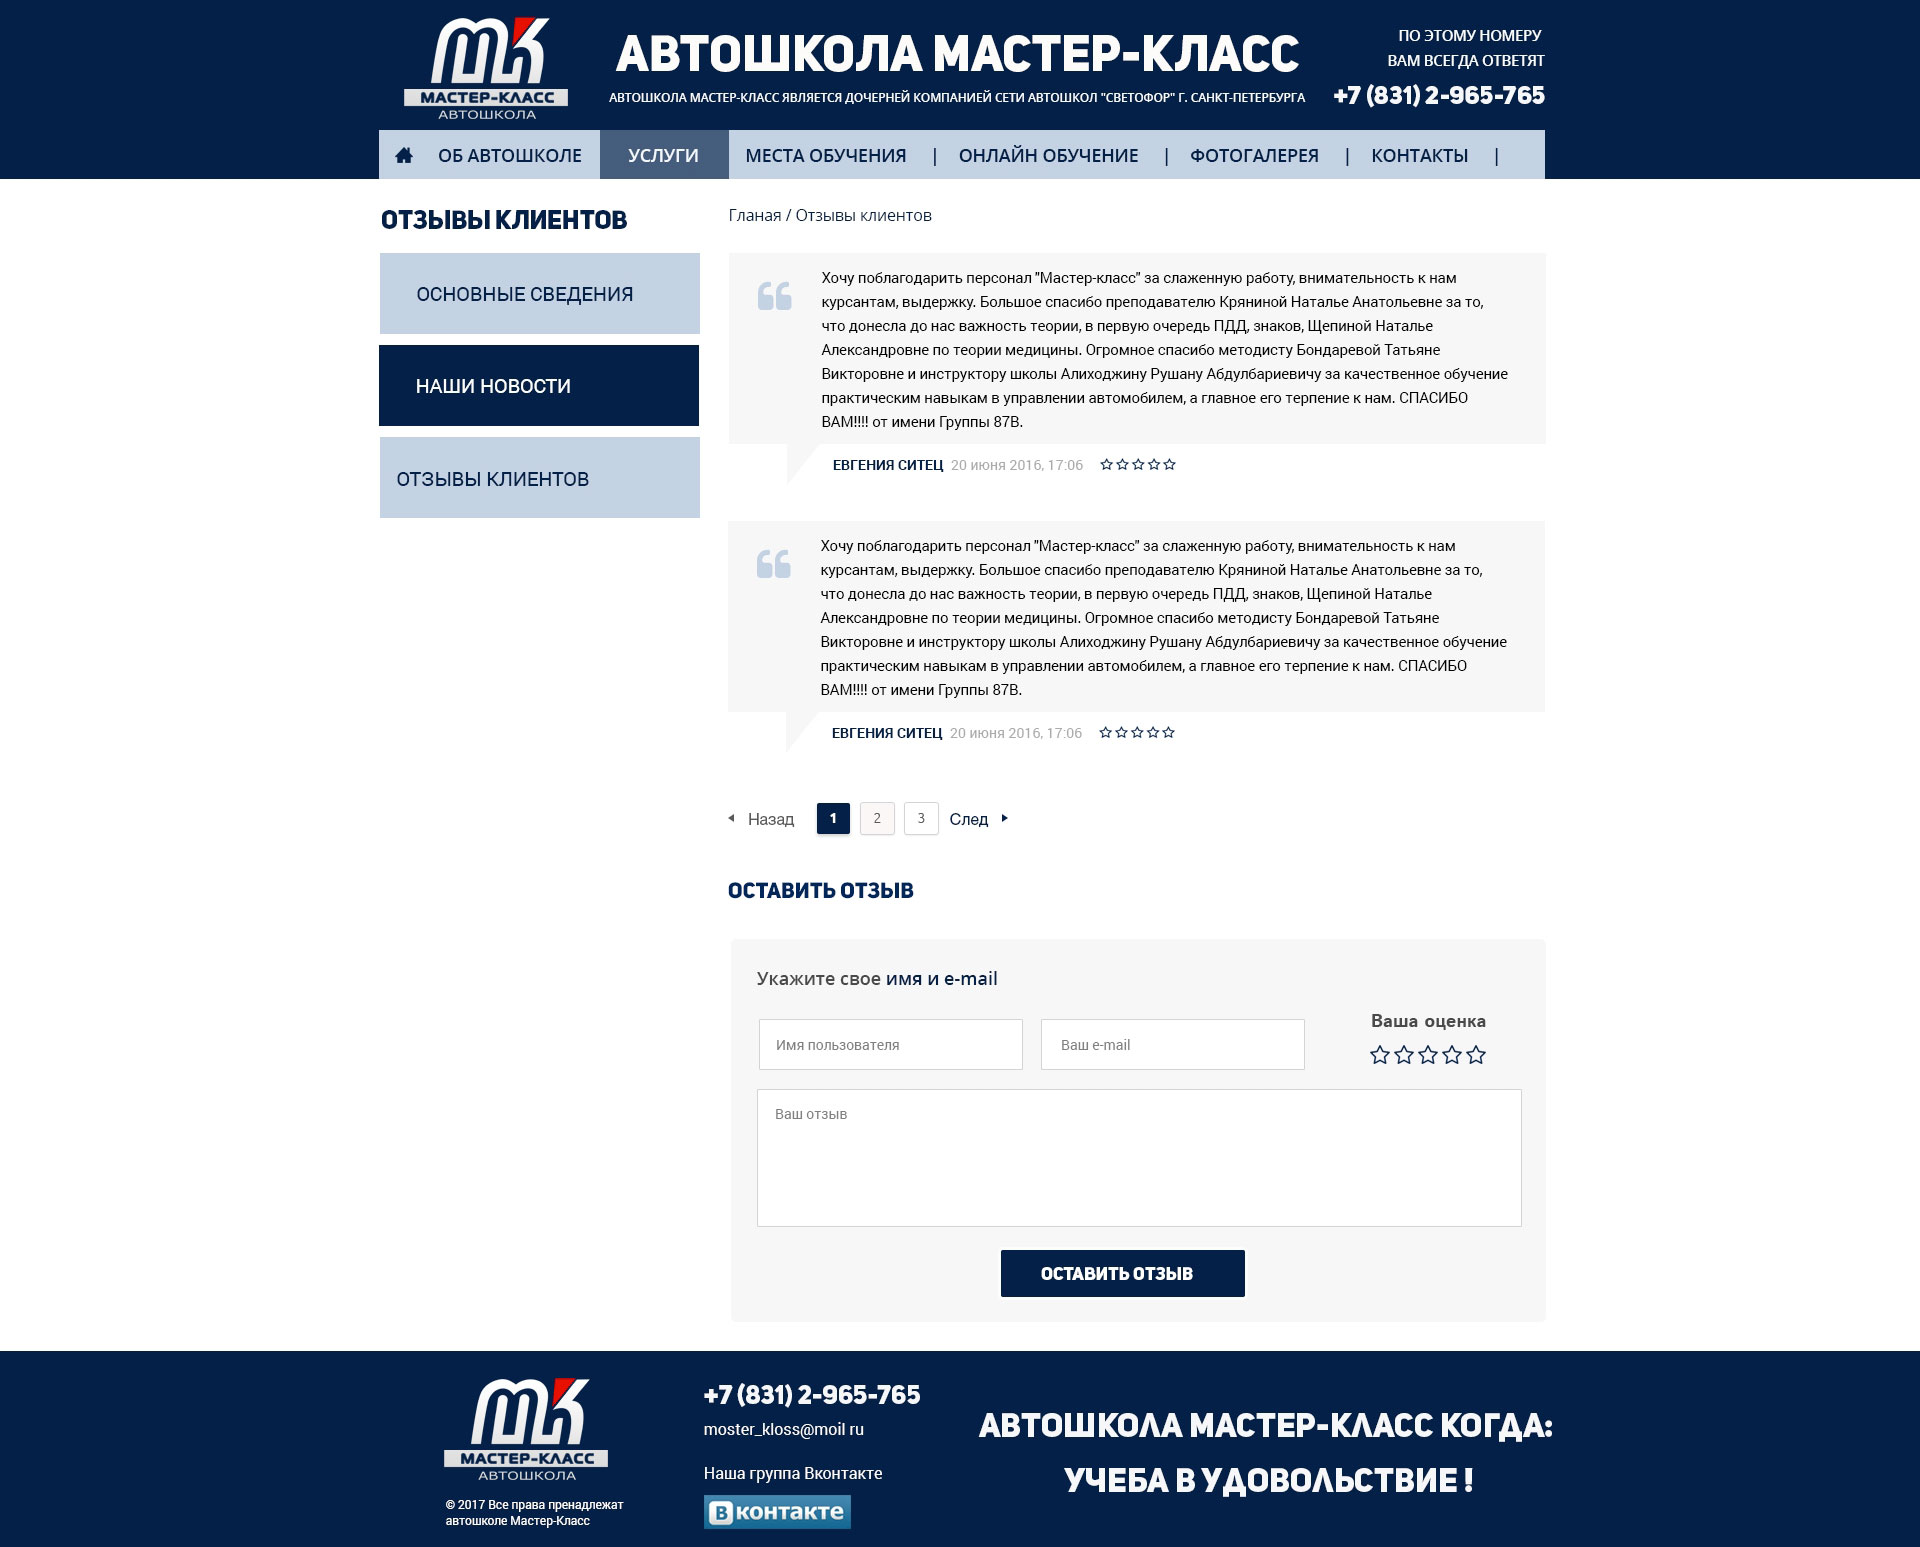 МК
МАСТЕР-КЛАСС
АВТОШКОЛА
АВТОШКОЛА МАСТЕР-КЛАСС
АВТОШКОЛА МАСТЕР-КЛАСС ЯВЛЯЕТСЯ ДОЧЕРНЕЙ КОМПАНИЕЙ СЕТИ АВТОШКОЛ "СВЕТОФОР" Г. САНКТ-ПЕТЕРБУРГА
ПО ЭТОМУ НОМЕРУ
ВАМ ВСЕГДА ОТВЕТЯТ
+7 (831) 2-965-765
ОБ АВТОШКОЛЕ УСЛУГИ МЕСТА ОБУЧЕНИЯ | ОНЛАЙН ОБУЧЕНИЕ | ФОТОГАЛЕРЕЯ | КОНТАКТЫ |
ОТЗЫВЫ КЛИЕНТОВ
ОСНОВНЫЕ СВЕДЕНИЯ
НАШИ НОВОСТИ
ОТЗЫВЫ КЛИЕНТОВ
Гланая / Отзывы клиентов
Хочу поблагодарить персонал "Мастер-класс" за слаженную работу, внимательность к нам
курсантам, выдержку. Большое спасибо преподавателю Кряниной Наталье Анатольевне за то,
что донесла до нас важность теории, в первую очередь ПДД, знаков, Щепиной Наталье
Александровне по теории медицины. Огромное спасибо методисту Бондаревой Татьяне
Викторовне и инструктору школы Алиходжину Рушану Абдулбариевичу за качественное обучение
практическим навыкам в управлении автомобилем, а главное его терпение к нам. СПАСИБО
ВАМ!!!! от имени Группы 87В.
ЕВГЕНИЯ СИТЕЦ 20 июня 2016, 17:06
Хочу поблагодарить персонал "Мастер-класс" за слаженную работу, внимательность к нам
курсантам, выдержку. Большое спасибо преподавателю Кряниной Наталье Анатольевне за то,
что донесла до нас важность теории, в первую очередь ПДД, знаков, Щепиной Наталье
Александровне по теории медицины. Огромное спасибо методисту Бондаревой Татьяне
Викторовне и инструктору школы Алиходжину Рушану Абдулбариевичу за качественное обучение
практическим навыкам в управлении автомобилем, а главное его терпение к нам. СПАСИБО
ВАМ!!!! от имени Группы 87В.
ЕВГЕНИЯ СИТЕЦ 20 июня 2016, 17:06
Назад 1 2 3 След
ОСТАВИТЬ ОТЗЫВ
Укажите свое имя и e-mail
Имя пользователя
Ваш e-mail
Ваша оценка
Ваш отзыв
ОСТАВИТЬ ОТЗЫВ
МК
МАСТЕР-КЛАСС
АВТОШКОЛА
© 2017 Все права пренадлежат
автошколе Мастер-Класс
+7 (831) 2-965-765
moster_kloss@moil ru
Наша группа Вконтакте
В контакте
АВТОШКОЛА МАСТЕР-КЛАСС КОГДА:
УЧЕБА В УДОВОЛЬСТВИЕ !